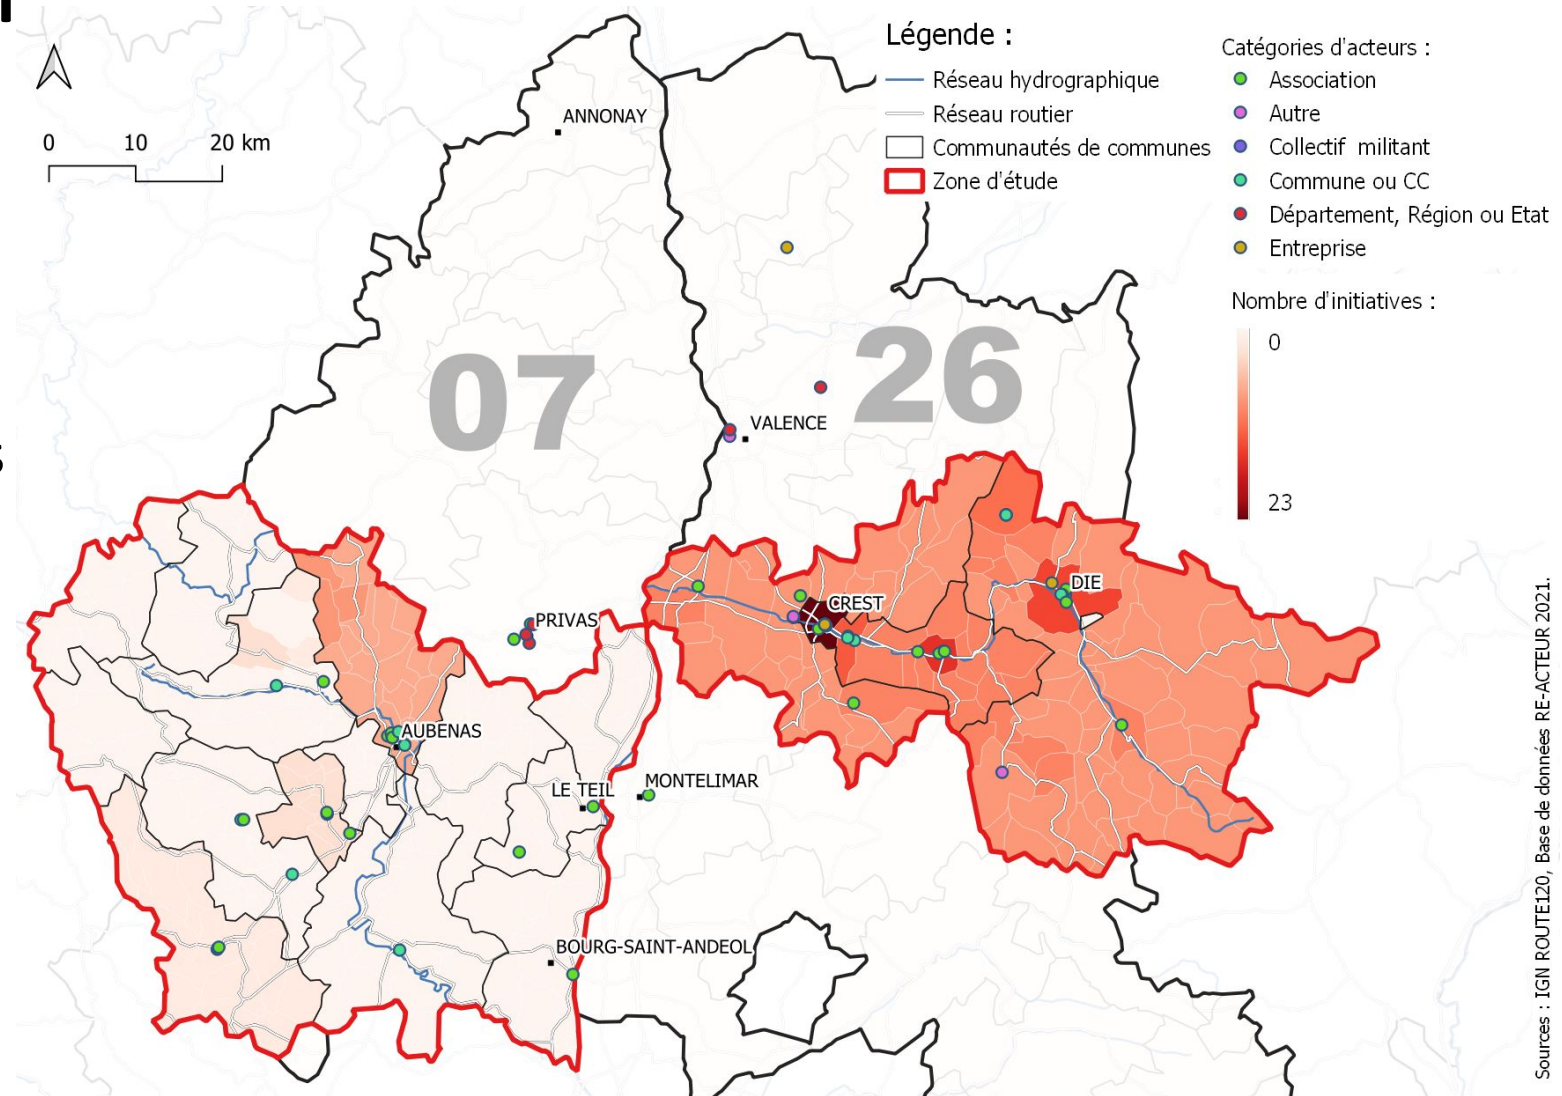 Légende :
Réseau hydrographique
Réseau routier
Communautés de communes
Zone d'étude
Catégories d'acteurs :
Association
Autre
Collectif militant
Commune ou CC
Département, Région ou Etat
Entreprise
Nombre d'initiatives :
0
23
0 10 20 km
ANNONAY
07
26
VALENCE
PRIVAS
CREST
DIE
AUBENAS
LE TEIL
MONTELIMAR
BOURG-SAINT-ANDEOL
Sources : IGN ROUTE120, Base de données RE-ACTEUR 2021.